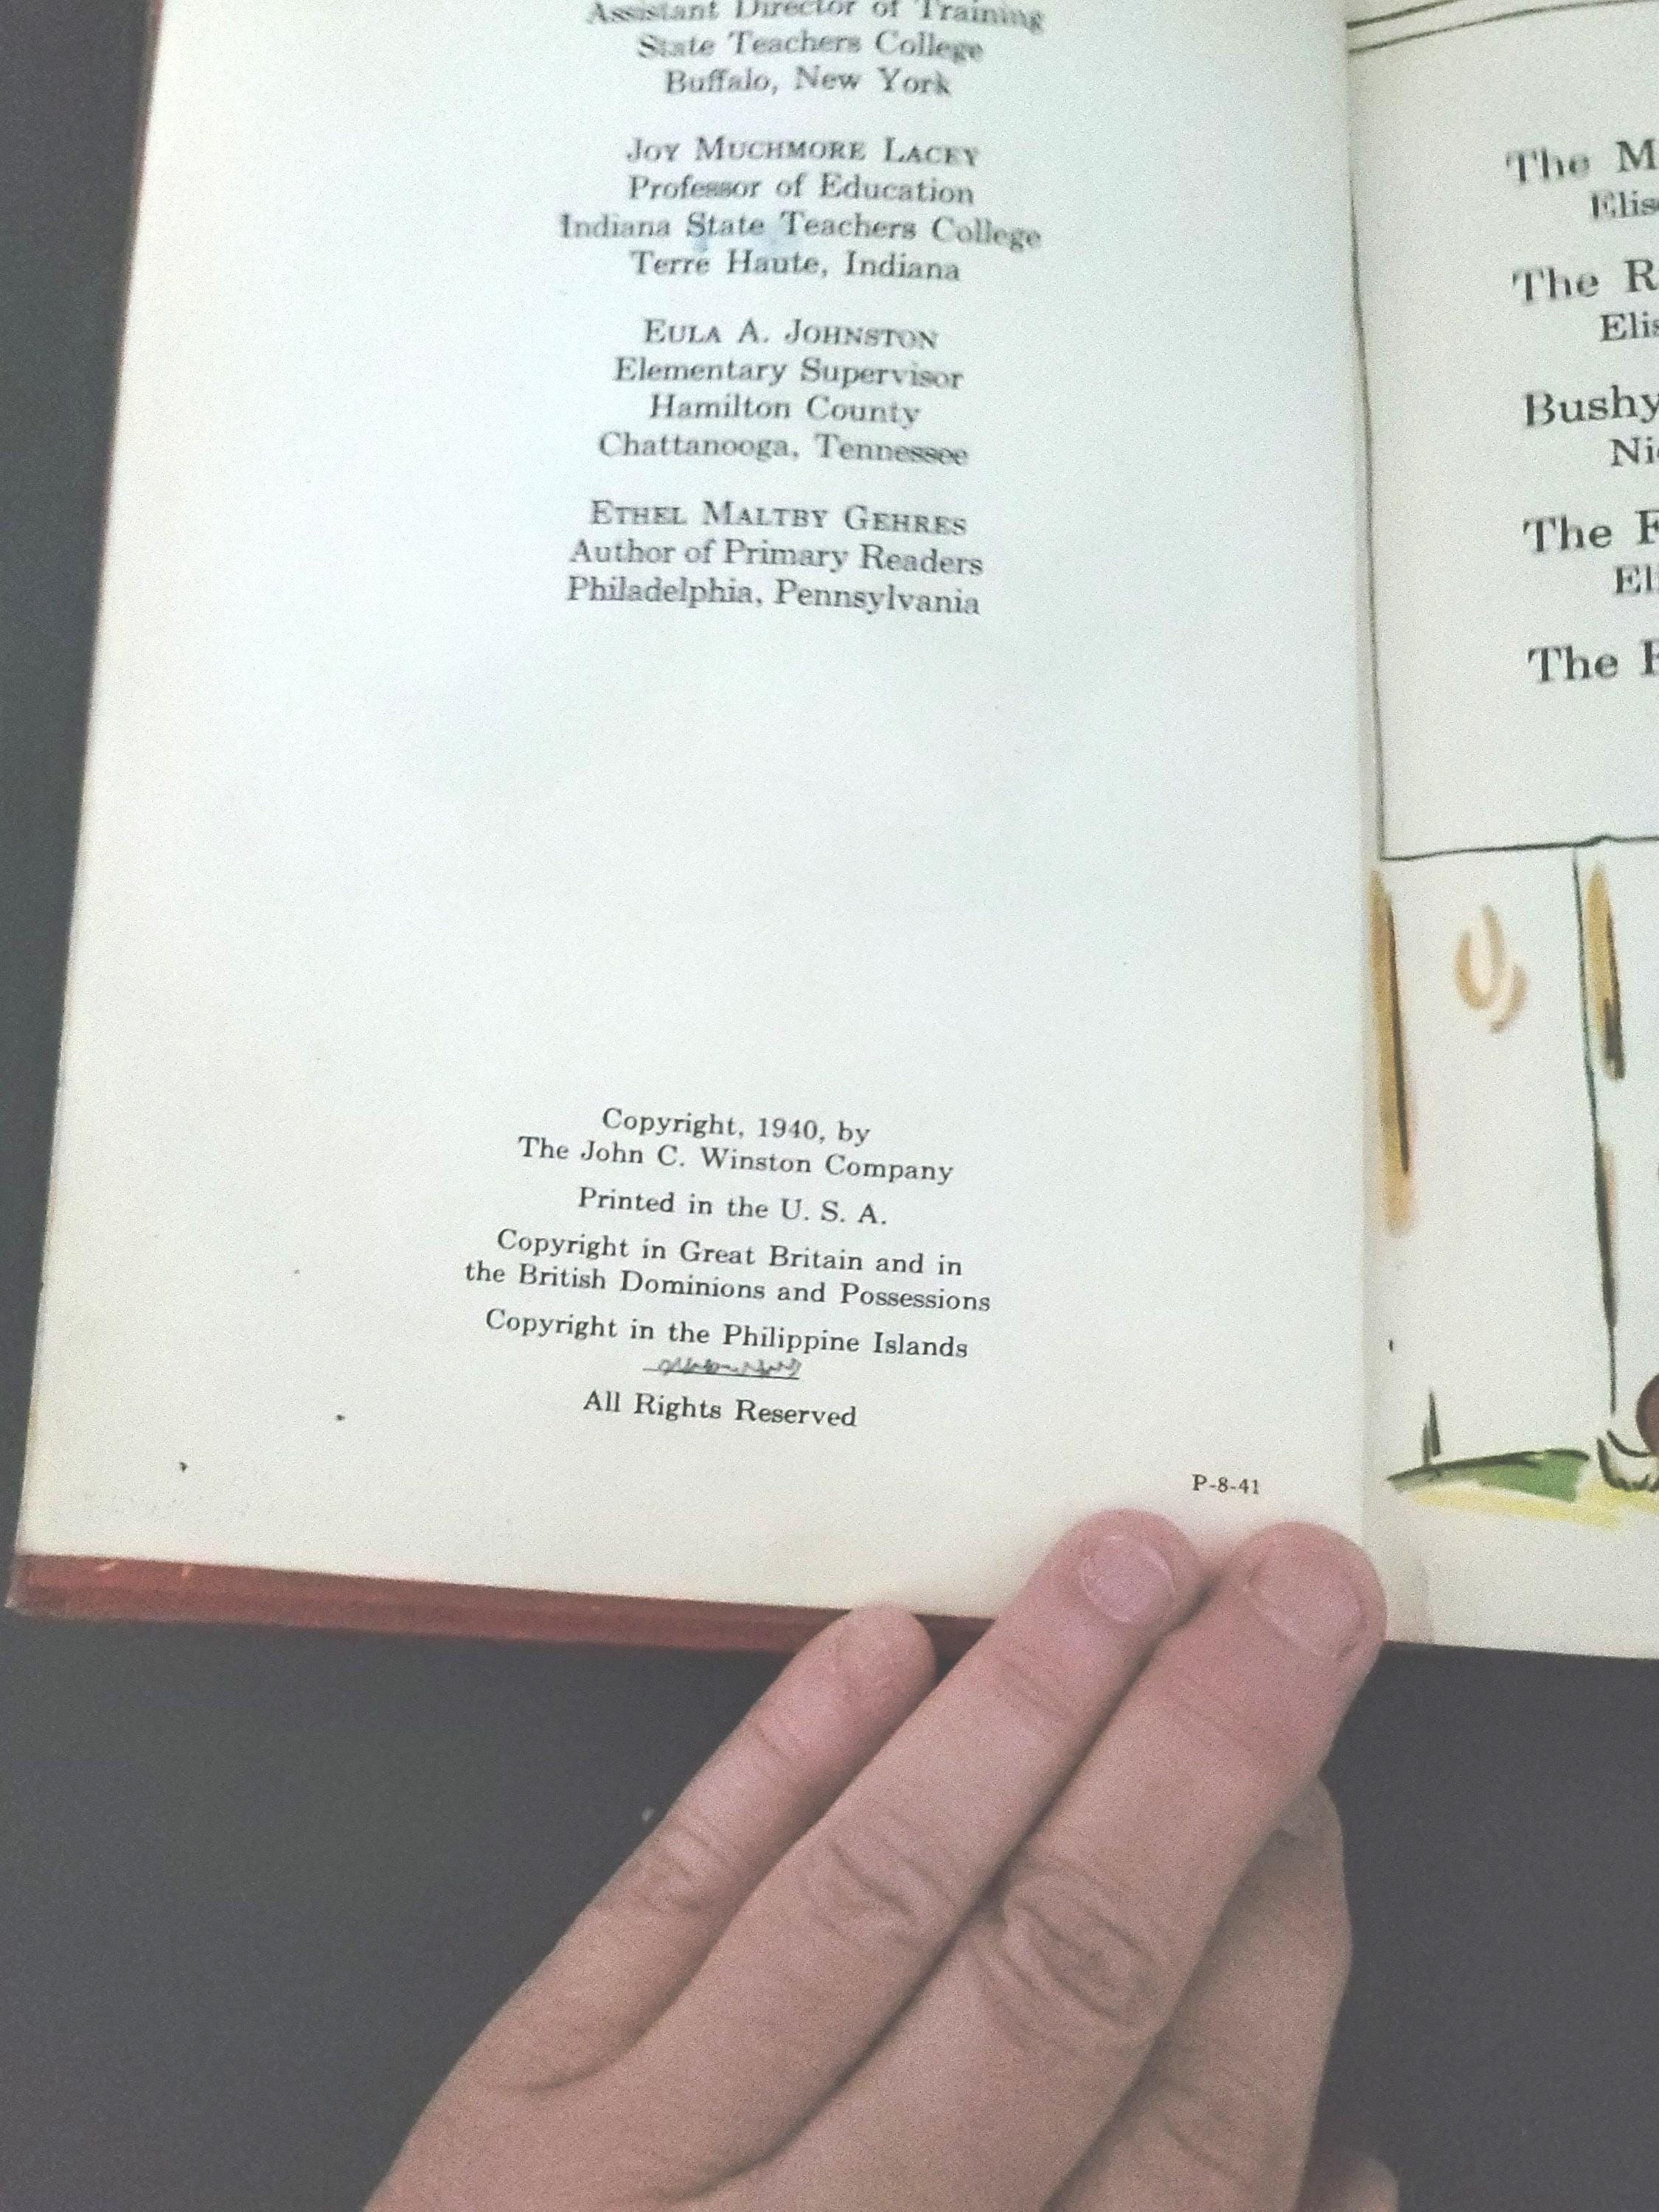 Assistant Director of Training
State Teachers College
Buffalo, New York
JOY MUCHMORE LACEY
Professor of Education
Indiana State Teachers College
Terre Haute, Indiana
EULA A. JOHNSTON
Elementary Supervisor
Hamilton County
Chattanooga, Tennessee
ETHEL MALTBY GEHRES
Author of Primary Readers
Philadelphia, Pennsylvania
Copyright, 1940, by
The John C. Winston Company
Printed in the U. S. A.
Copyright in Great Britain and in
the British Dominions and Possessions
Copyright in the Philippine Islands
All Rights Reserved
P-8-41
The M
Elis
The R
Elis
Bushy
Ni
The
El
The